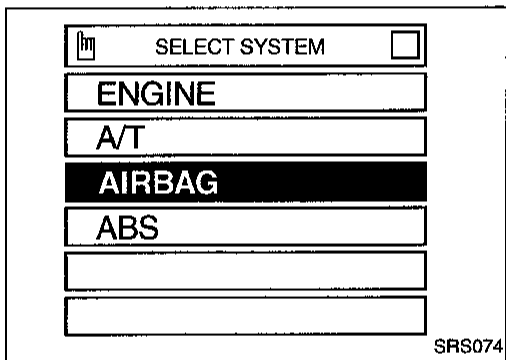 SELECT SYSTEM
ENGINE
A/T
AIRBAG
ABS
SRS074